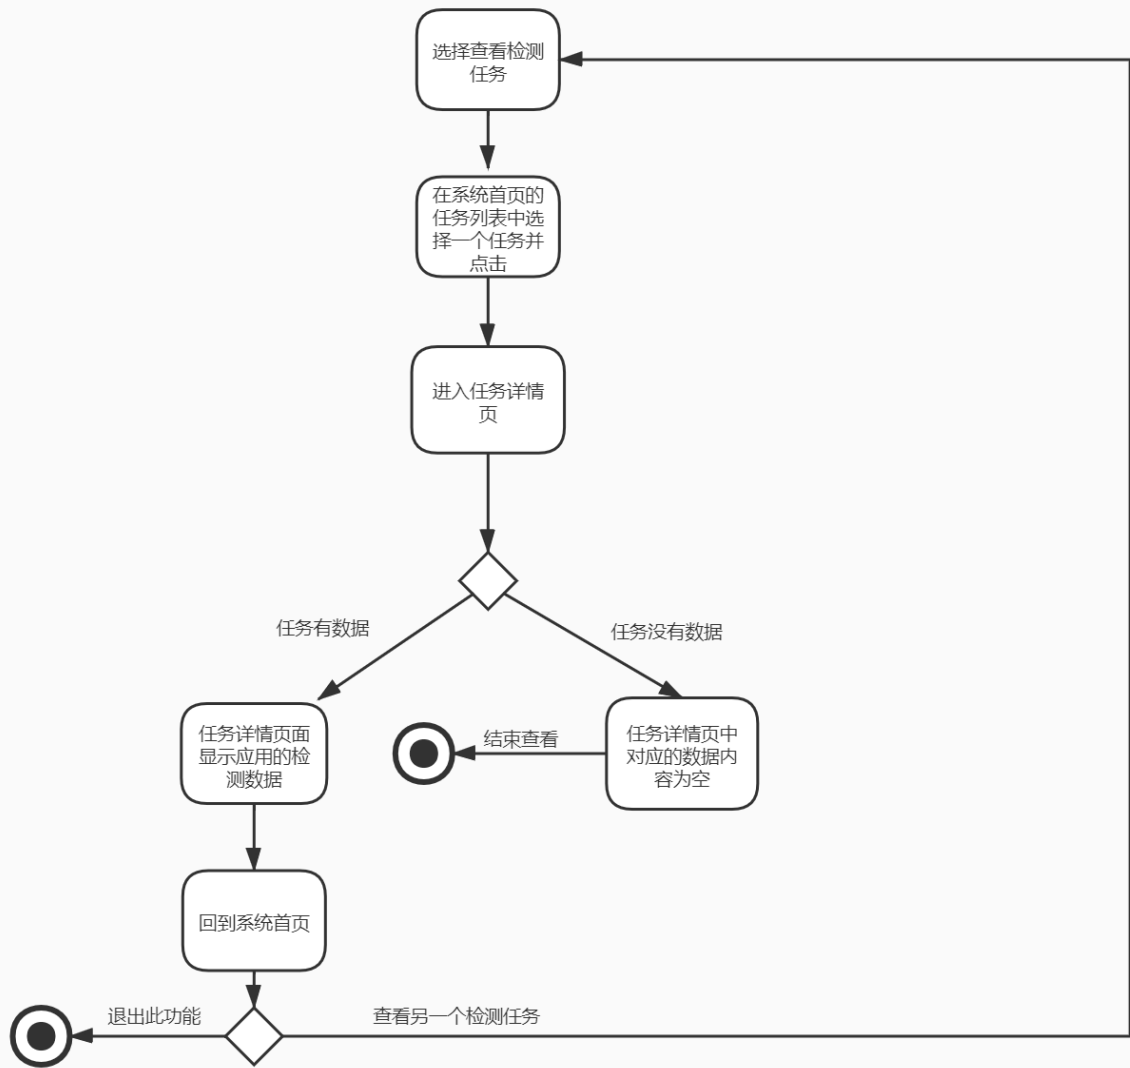 选择查看检测
任务
在系统首页的
任务列表中选
择一个任务并
点击
进入任务详情
页
任务有数据
任务没有数据
任务详情页面
显示应用的检
测数据
结束查看
任务详情页中
对应的数据内
容为空
回到系统首页
退出此功能
查看另一个检测任务